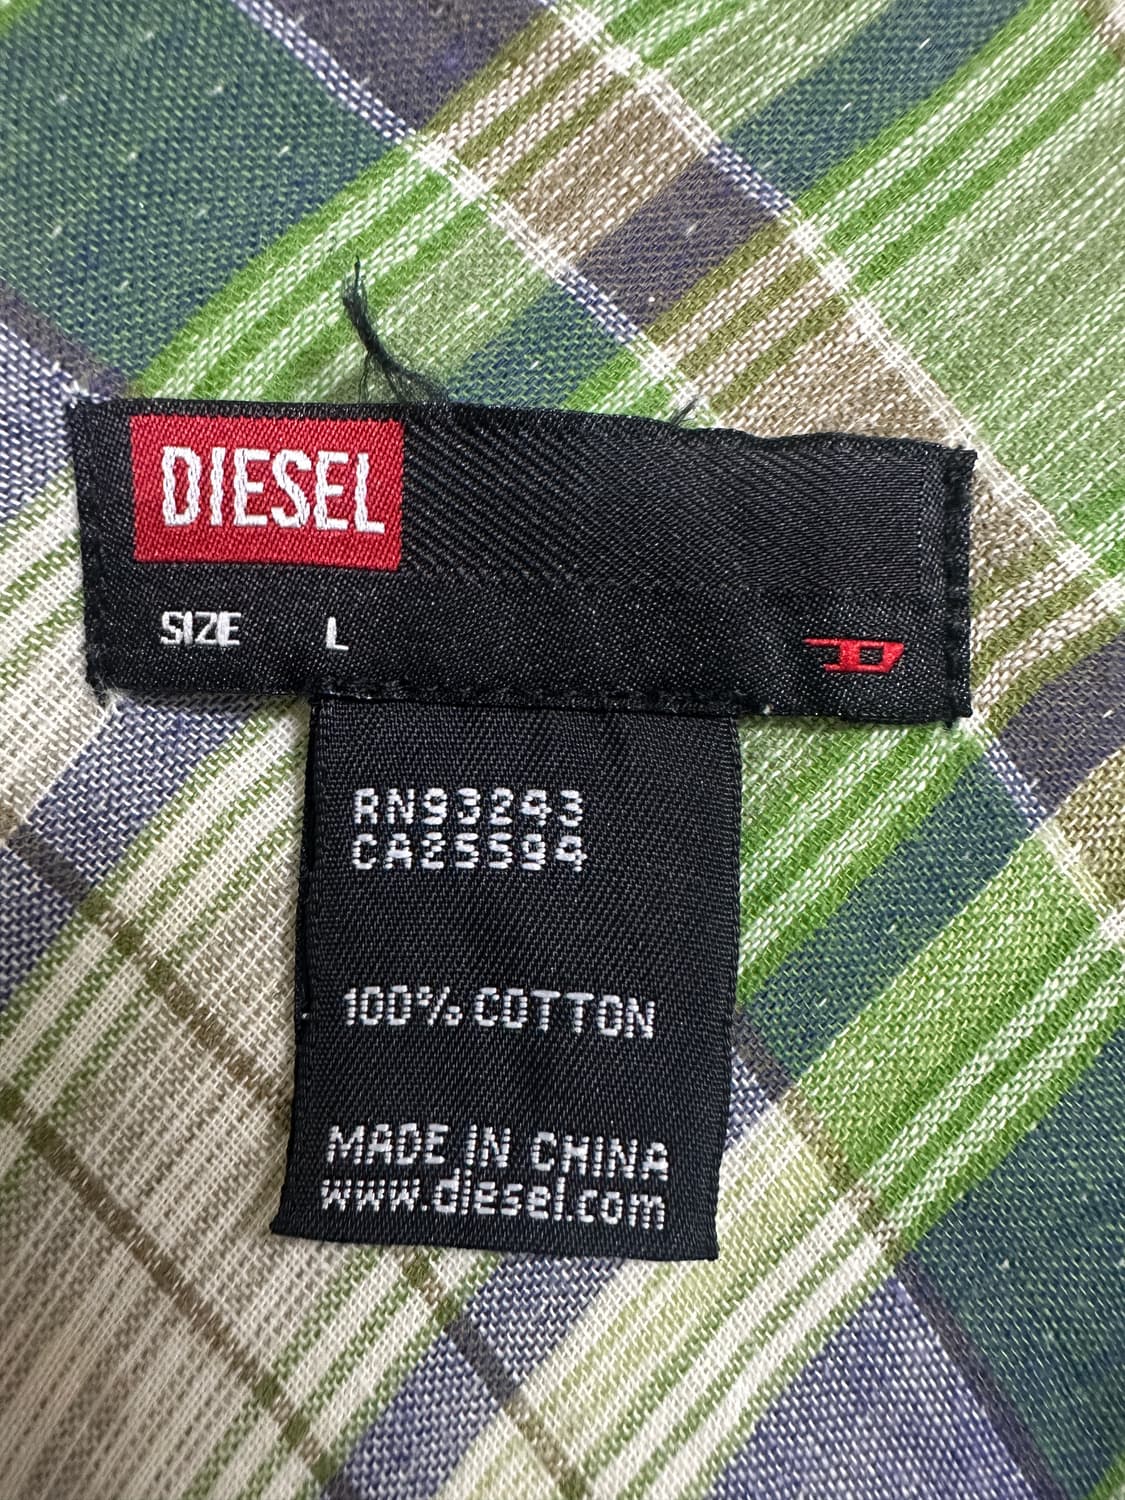 DIESEL
SIZE L
D
RN93243
CA25594
100% COTTON
MADE IN CHINA
www.diesel.com